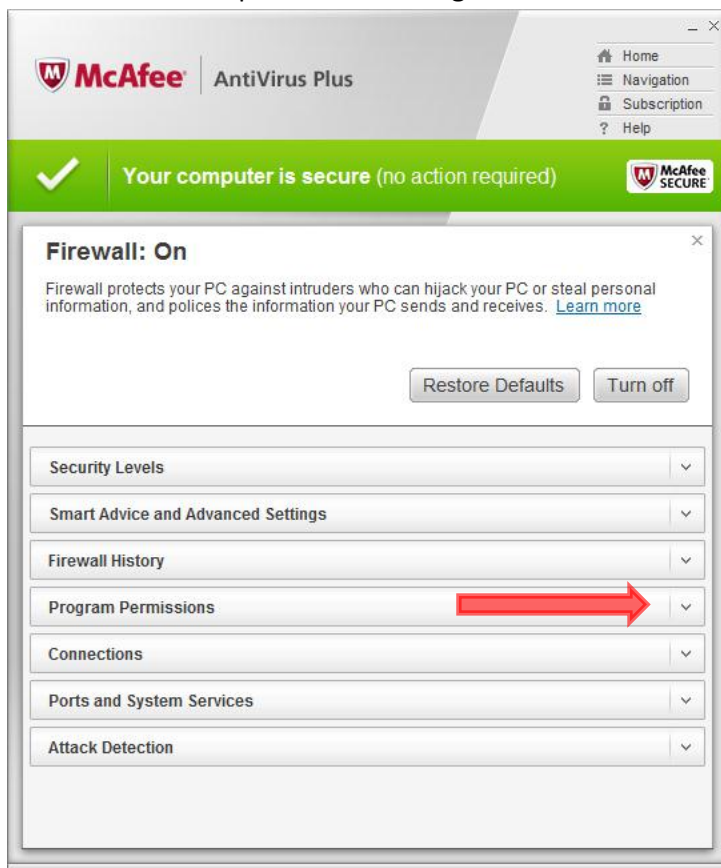 Home
McAfee | AntiVirus Plus
Navigation
Subscription
? Help
Your computer is secure (no action required)
McAfee
SECURE
Firewall: On
Firewall protects your PC against intruders who can hijack your PC or steal personal
information, and polices the information your PC sends and receives. Learn more
Restore Defaults
Turn off
Security Levels
Smart Advice and Advanced Settings
Firewall History
Program Permissions
Connections
Ports and System Services
Attack Detection